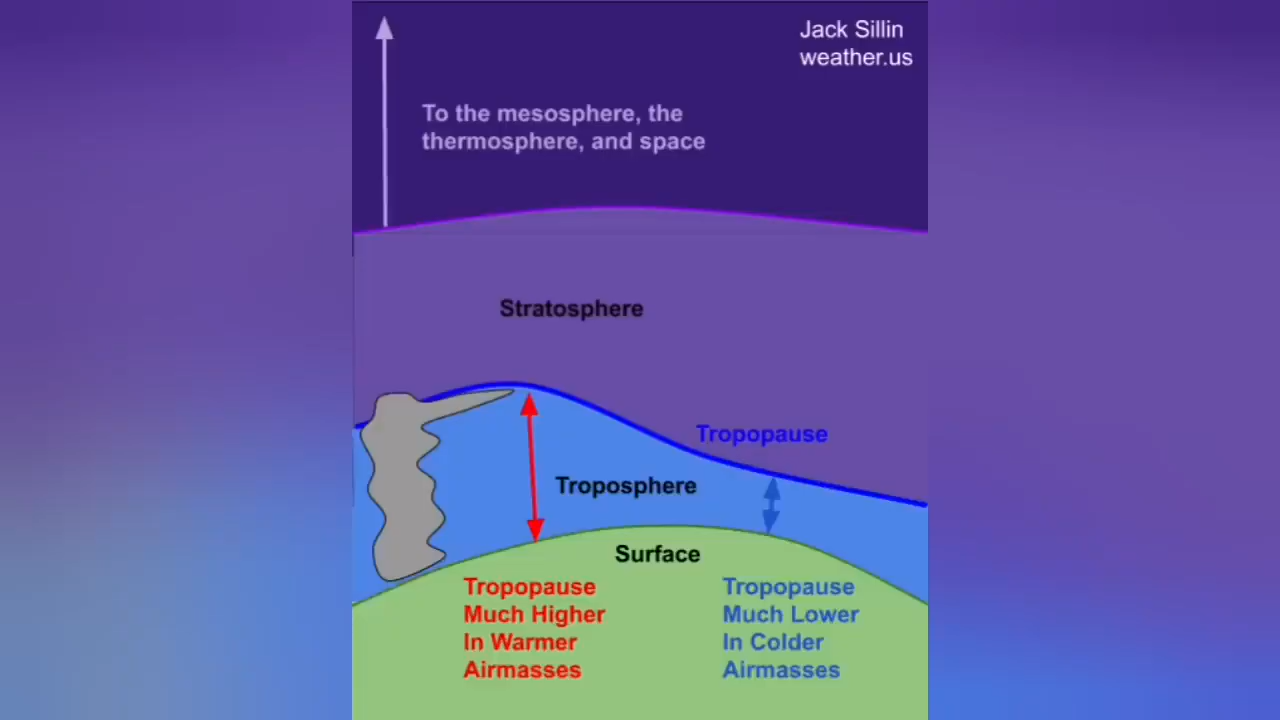 Jack Sillin
weather.us
To the mesosphere, the
thermosphere, and space
Stratosphere
Tropopause
Troposphere
Surface
Tropopause
Much Higher
In Warmer
Airmasses
Tropopause
Much Lower
In Colder
Airmasses